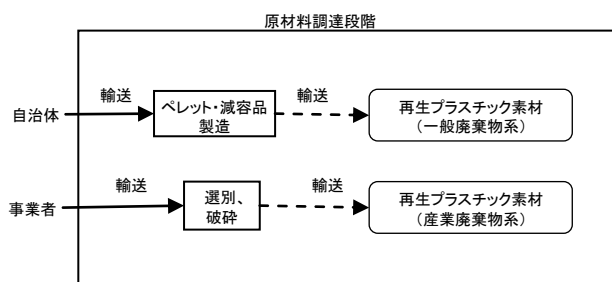 原材料調達段階
自治体
輸送
ペレット・減容品
製造
輸送
再生プラスチック素材
（一般廃棄物系）
事業者
輸送
選別、
破砕
輸送
再生プラスチック素材
（産業廃棄物系）